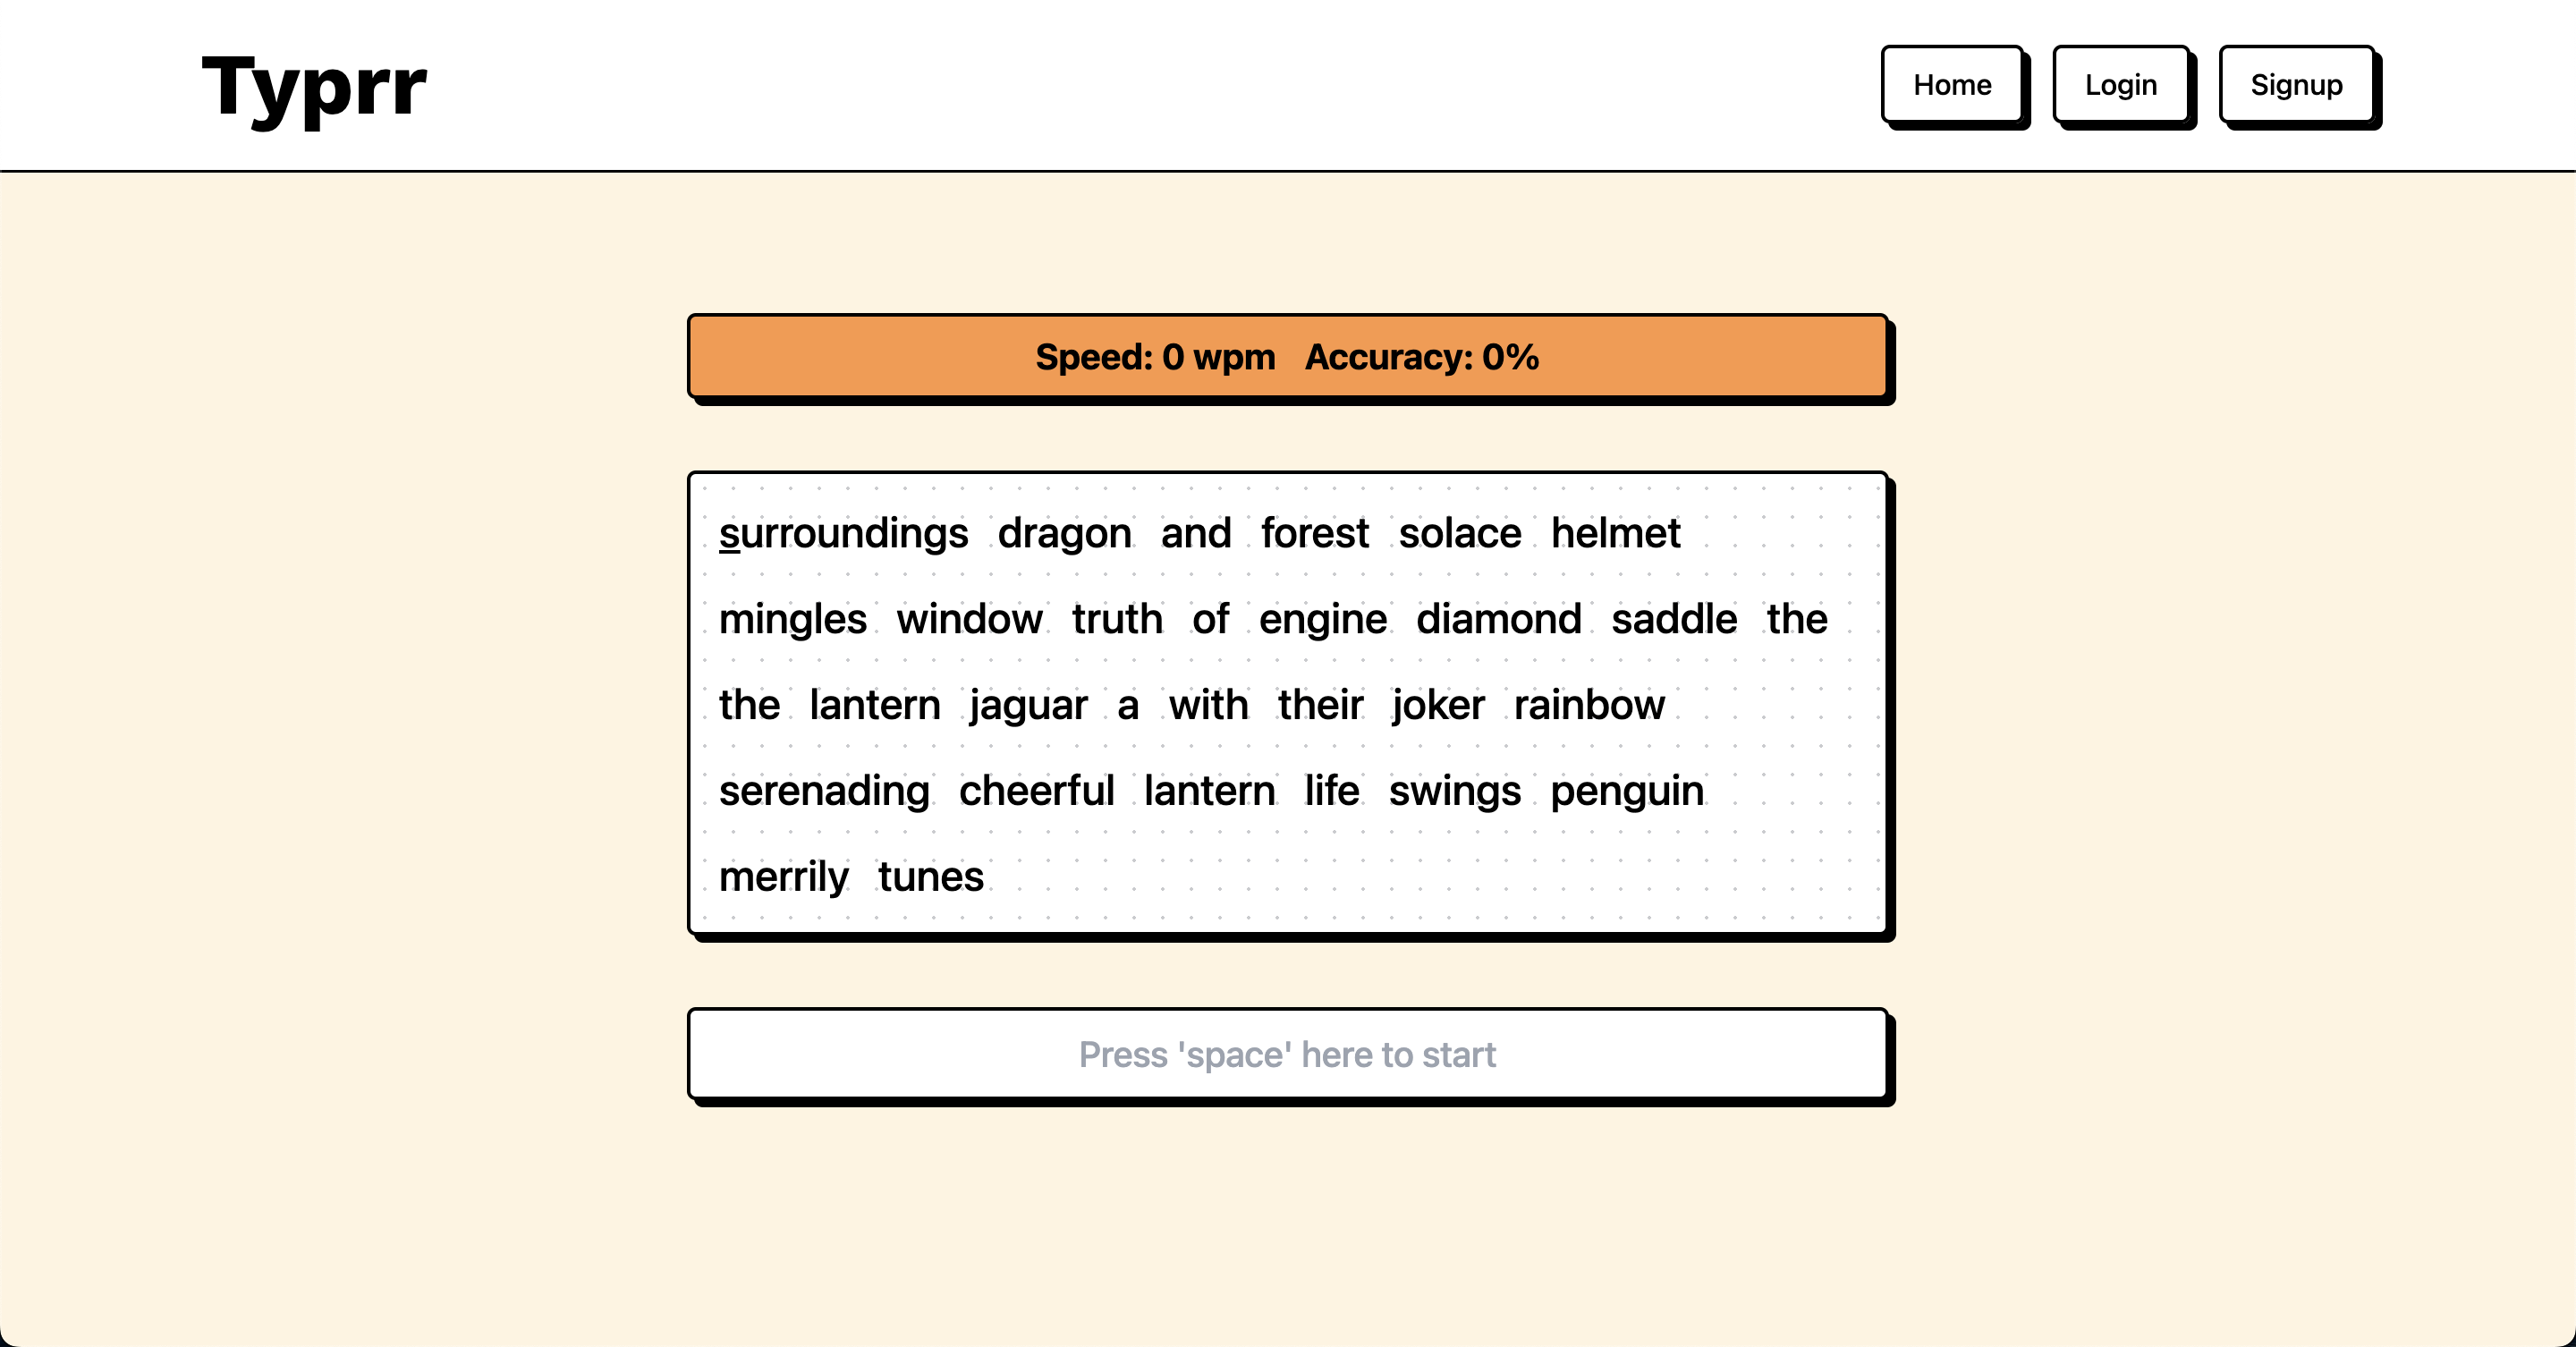 Typrr
Home Login Signup
Speed: 0 wpm Accuracy: 0%
surroundings dragon and forest solace helmet
mingles window truth of engine diamond saddle the
the lantern jaguar a with their joker rainbow
serenading cheerful lantern life swings penguin
merrily tunes
Press 'space' here to start